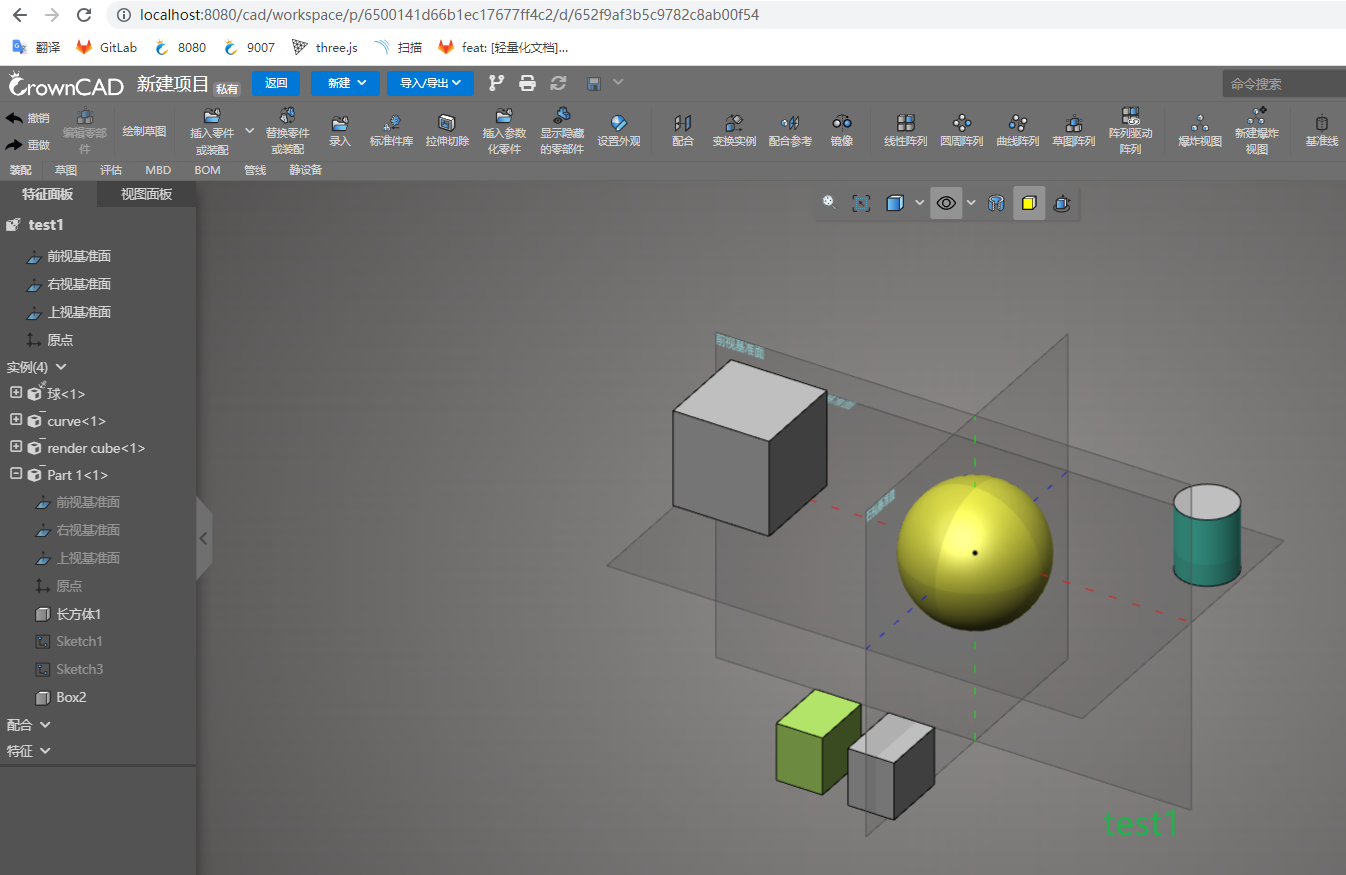 localhost:8080/cad/workspace/p/6500141d66b1ec17677ff4c2/d/652f9af3b5c9782c8ab00f54
翻译 GitLab 8080 9007 three.js 扫描 feat: [轻量化文档]...
CrownCAD 新建项目 私有 返回 新建 导入/导出 命令搜索
撤销 重做 编辑零部件 绘制草图 插入零件或装配 替换零件或装配 录入 标准件库 拉伸切除 插入参数化零件 显示隐藏的零部件 设置外观 配合 变换实例 配合参考 镜像 线性阵列 圆周阵列 曲线阵列 草图阵列 阵列驱动阵列 爆炸视图 新建爆炸视图 基准线
装配 草图 评估 MBD BOM 管线 静设备
特征面板 视图面板
test1
前视基准面
右视基准面
上视基准面
原点
实例(4)
球<1>
curve<1>
render cube<1>
Part 1<1>
前视基准面
右视基准面
上视基准面
原点
长方体1
Sketch1
Sketch3
Box2
配合
特征
前视基准面
test1